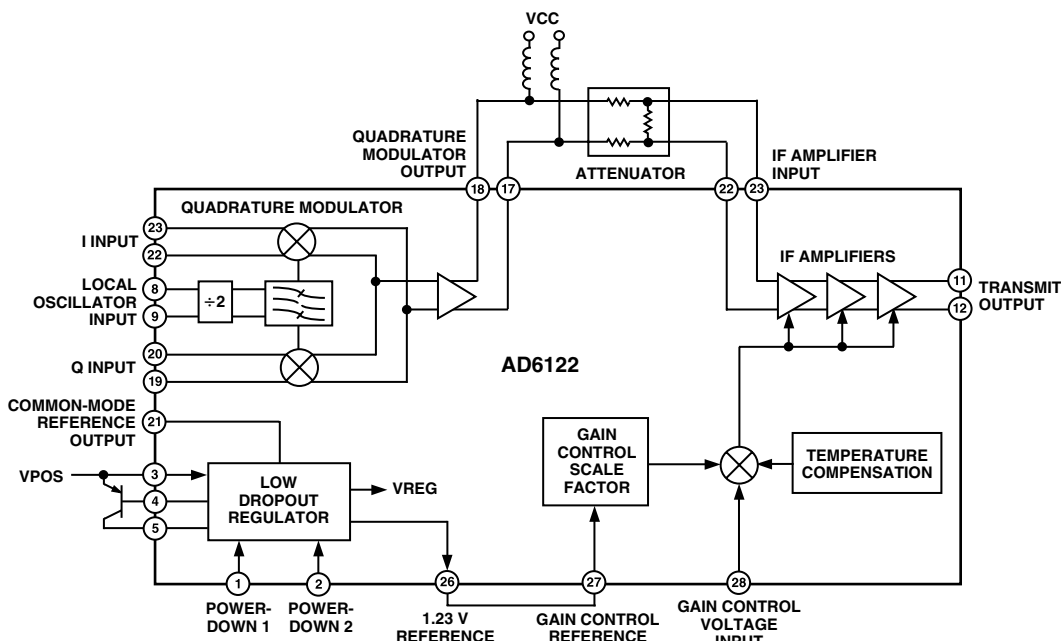 VCC
QUADRATURE
MODULATOR
OUTPUT
ATTENUATOR
IF AMPLIFIER
INPUT
18
17
22
23
QUADRATURE MODULATOR
23
I INPUT
22
LOCAL
OSCILLATOR
INPUT
8
9
÷2
20
Q INPUT
19
IF AMPLIFIERS
11
12
TRANSMIT
OUTPUT
AD6122
COMMON-MODE
REFERENCE
OUTPUT
21
VPOS
3
4
5
LOW
DROPOUT
REGULATOR
VREG
GAIN
CONTROL
SCALE
FACTOR
TEMPERATURE
COMPENSATION
1
2
26
27
28
POWER-
DOWN 1
POWER-
DOWN 2
1.23 V
REFERENCE
GAIN CONTROL
REFERENCE
GAIN CONTROL
VOLTAGE
INPUT